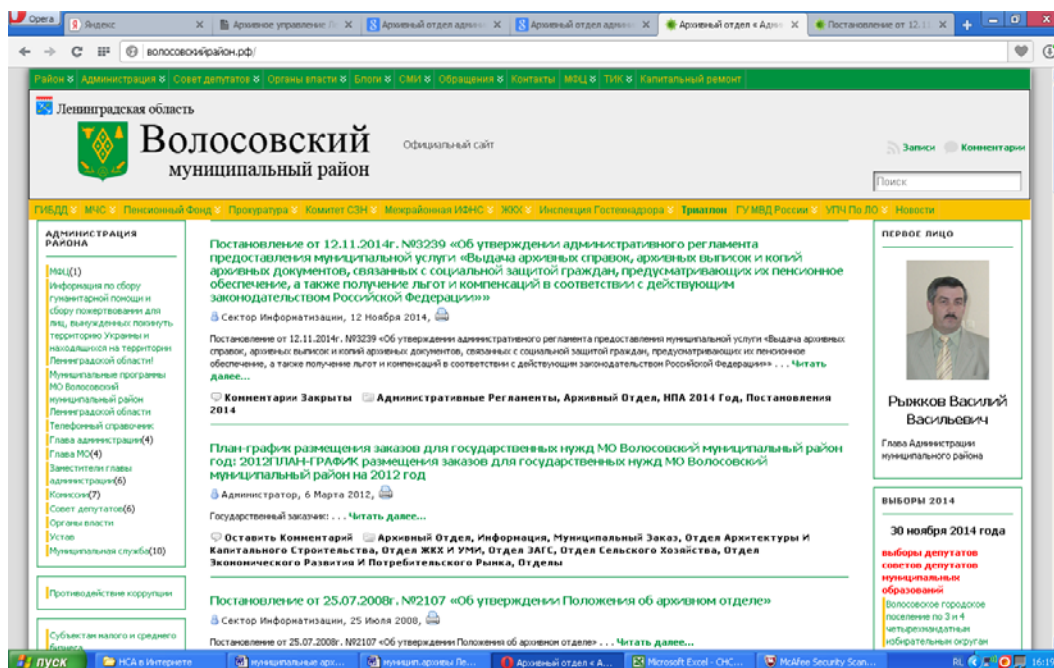 Opera
Яндекс
Архивное управление Л
Архивный отдел админ
Архивный отдел админ
Архивный отдел « Адми
Постановление от 12.11
волосовскийрайон.рф/
Район Администрация Совет депутатов Органы власти Блоги СМИ Обращения Контакты МФЦ ТИК Капитальный ремонт
Ленинградская область
Волосовский
муниципальный район
Официальный сайт
Записи Комментарии
Поиск
ГИБДД МЧС Пенсионный Фонд Прокуратура Комитет СЗН Межрайонная ИФНС ЖКХ Инспекция Гостехнадзора Триатлон ГУ МВД России УПЧ По ЛО Новости
АДМИНИСТРАЦИЯ
РАЙОНА
МФЦ(1)
Информация по сбору
гуманитарной помощи и
сбору пожертвовании для
лиц, вынужденных покинуть
территорию Украины и
находящихся на территории
Ленинградской области!
Муниципальные программы
МО Волосовский
муниципальный район
Ленинградской области
Телефонный справочник
Глава администрации(4)
Глава МО(4)
Заместители главы
администрации(6)
Комиссии(7)
Совет депутатов(6)
Органы власти
Устав
Муниципальная служба(10)
Противодействие коррупции
Субъектам малого и среднего
бизнеса
Постановление от 12.11.2014г. №3239 «Об утверждении административного регламента
предоставления муниципальной услуги «Выдача архивных справок, архивных выписок и копий
архивных документов, связанных с социальной защитой граждан, предусматривающих их пенсионное
обеспечение, а также получение льгот и компенсаций в соответствии с действующим
законодательством Российской Федерации»»
Сектор Информатизации, 12 Ноября 2014,
Постановление от 12.11.2014г. №3239 «Об утверждении административного регламента предоставления муниципальной услуги «Выдача архивных
справок, архивных выписок и копий архивных документов, связанных с социальной защитой граждан, предусматривающих их пенсионное
обеспечение, а также получение льгот и компенсаций в соответствии с действующим законодательством Российской Федерации»» . . . Читать
далее...
Комментарии Закрыты Административные Регламенты, Архивный Отдел, НПА 2014 Год, Постановления
2014
План-график размещения заказов для государственных нужд МО Волосовский муниципальный район
год: 2012ПЛАН-ГРАФИК размещения заказов для государственных нужд МО Волосовский
муниципальный район на 2012 год
Администратор, 6 Марта 2012,
Государственный заказчик: . . . Читать далее...
Оставить Комментарий Архивный Отдел, Информация, Муниципальный Заказ, Отдел Архитектуры И
Капитального Строительства, Отдел ЖКХ И УМИ, Отдел ЗАГС, Отдел Сельского Хозяйства, Отдел
Экономического Развития И Потребительского Рынка, Отделы
Постановление от 25.07.2008г. №2107 «Об утверждении Положения об архивном отделе»
Сектор Информатизации, 25 Июля 2008,
Постановление от 25.07.2008г. №2107 «Об утверждении Положения об архивном отделе» . . . Читать далее...
ПЕРВОЕ ЛИЦО
Рыжков Василий
Васильевич
Глава Администрации
муниципального района
ВЫБОРЫ 2014
30 ноября 2014 года
выборы депутатов
советов депутатов
муниципальных
образований
Волосовское городское
поселение по 3 и 4
четырехмандатным
избирательным округам
пуск
НСА в Интернете
муниципальные арх...
муницип.архивы Ле...
Архивный отдел « А...
Microsoft Excel - СНС...
McAfee Security Scan...
RL
16:19